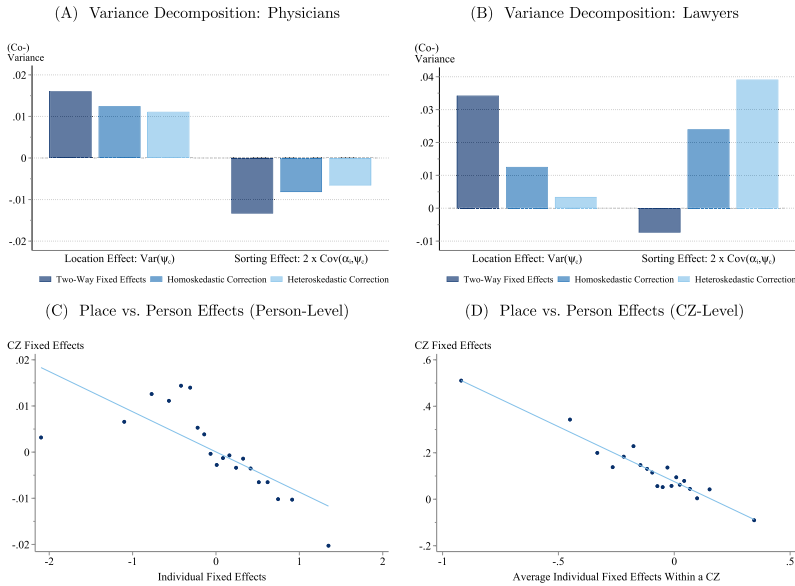 (A) Variance Decomposition: Physicians
(Co-)
Variance
.02
.01
0
-.01
-.02
Location Effect: Var(ψc)
Sorting Effect: 2 x Cov(αi,ψc)
Two-Way Fixed Effects
Homoskedastic Correction
Heteroskedastic Correction
(B) Variance Decomposition: Lawyers
(Co-)
Variance
.04
.03
.02
.01
0
-.01
Location Effect: Var(ψc)
Sorting Effect: 2 x Cov(αi,ψc)
Two-Way Fixed Effects
Homoskedastic Correction
Heteroskedastic Correction
(C) Place vs. Person Effects (Person-Level)
CZ Fixed Effects
.02
.01
0
-.01
-.02
-2
-1
0
1
2
Individual Fixed Effects
(D) Place vs. Person Effects (CZ-Level)
CZ Fixed Effects
.6
.4
.2
0
-.2
-1
-.5
0
.5
Average Individual Fixed Effects Within a CZ